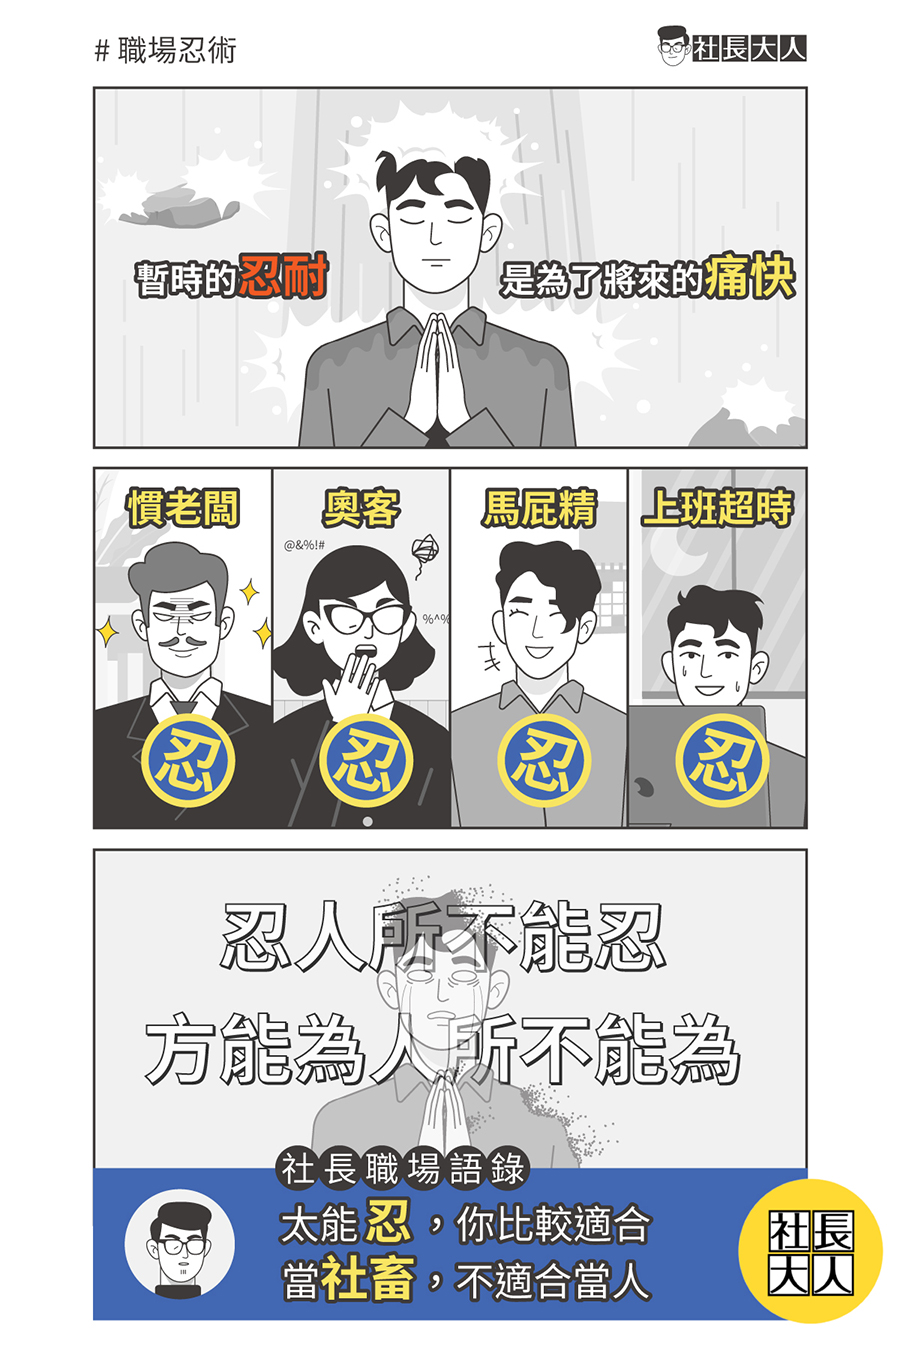 # 職場忍術
社長大人
暫時的忍耐
是為了將來的痛快
慣老闆
奧客
馬屁精
上班超時
@&%!#
%^%
忍
忍
忍
忍
忍人所不能忍
方能為人所不能為
社長職場語錄
太能忍，你比較適合
當社畜，不適合當人
社長
大人